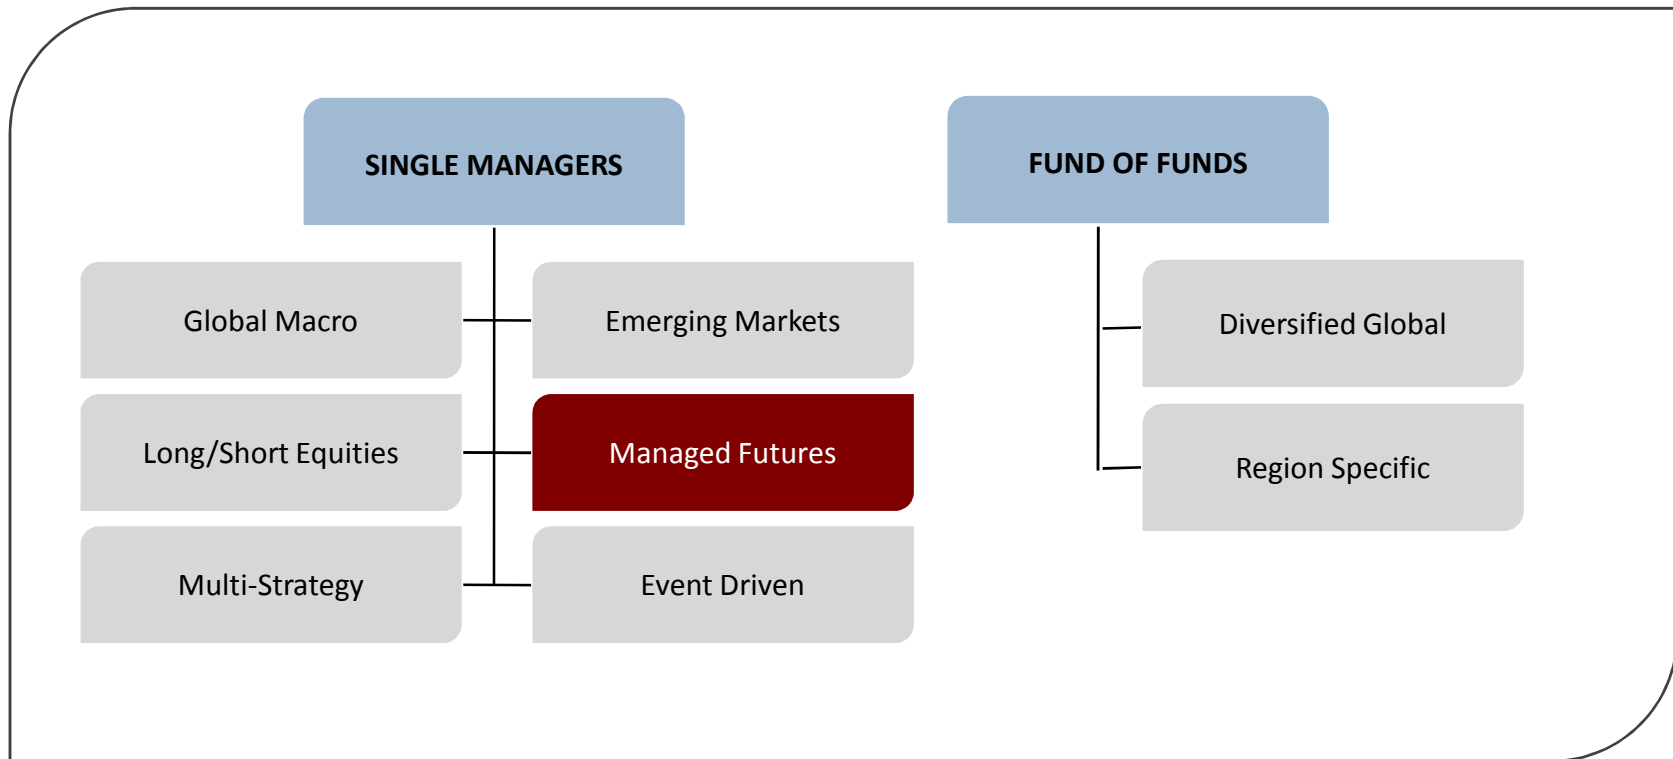 SINGLE MANAGERS
FUND OF FUNDS
Global Macro
Emerging Markets
Diversified Global
Long/Short Equities
Managed Futures
Region Specific
Multi-Strategy
Event Driven